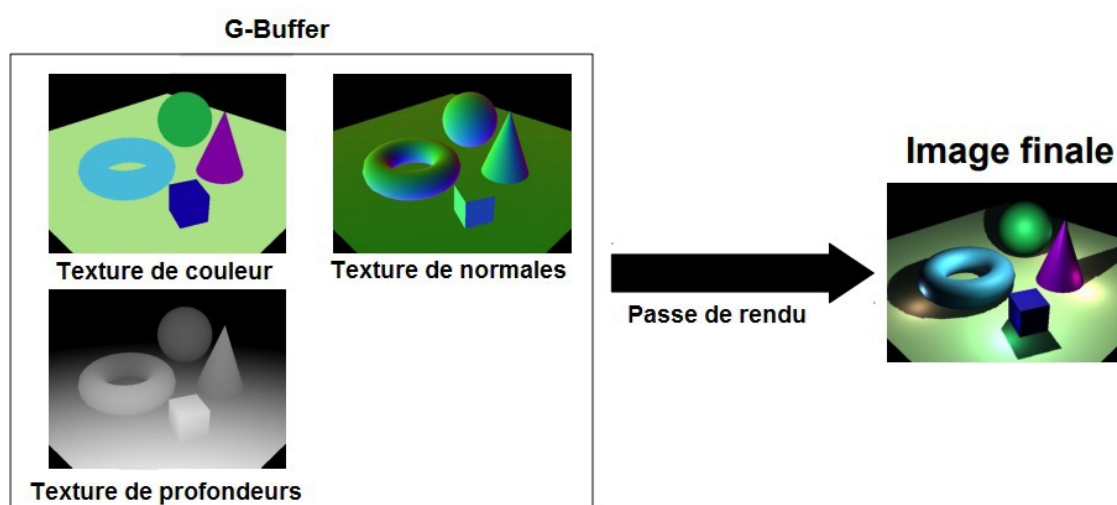 G-Buffer
Texture de couleur
Texture de normales
Texture de profondeurs
Passe de rendu
Image finale